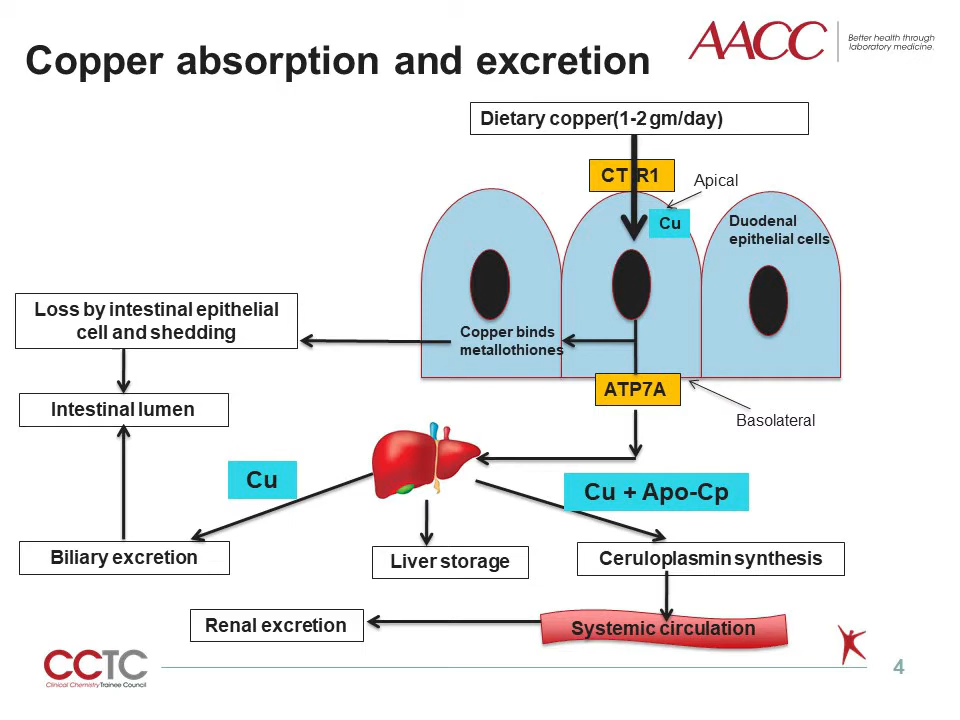 Copper absorption and excretion
AACC
Better health through
laboratory medicine.
Dietary copper(1-2 gm/day)
CTR1
Apical
Cu
Duodenal
epithelial cells
Loss by intestinal epithelial
cell and shedding
Copper binds
metallothiones
ATP7A
Intestinal lumen
Basolateral
Cu
Cu + Apo-Cp
Biliary excretion
Liver storage
Ceruloplasmin synthesis
Renal excretion
Systemic circulation
CCTC
Clinical Chemistry Trainee Council
4